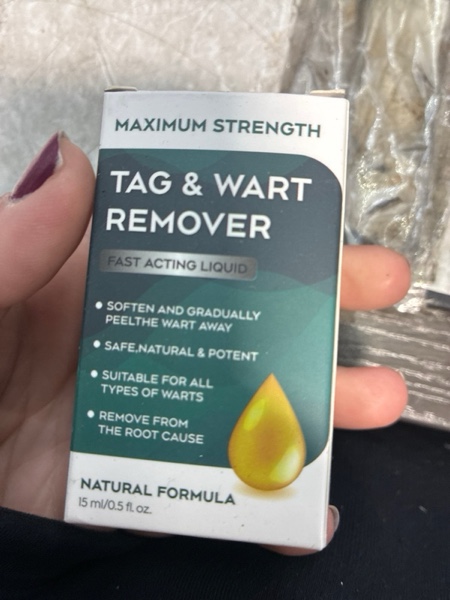 MAXIMUM STRENGTH
TAG & WART
REMOVER
FAST ACTING LIQUID
• SOFTEN AND GRADUALLY
PEELTHE WART AWAY
• SAFE,NATURAL & POTENT
• SUITABLE FOR ALL
TYPES OF WARTS
• REMOVE FROM
THE ROOT CAUSE
NATURAL FORMULA
15 ml/0.5 fl. oz.